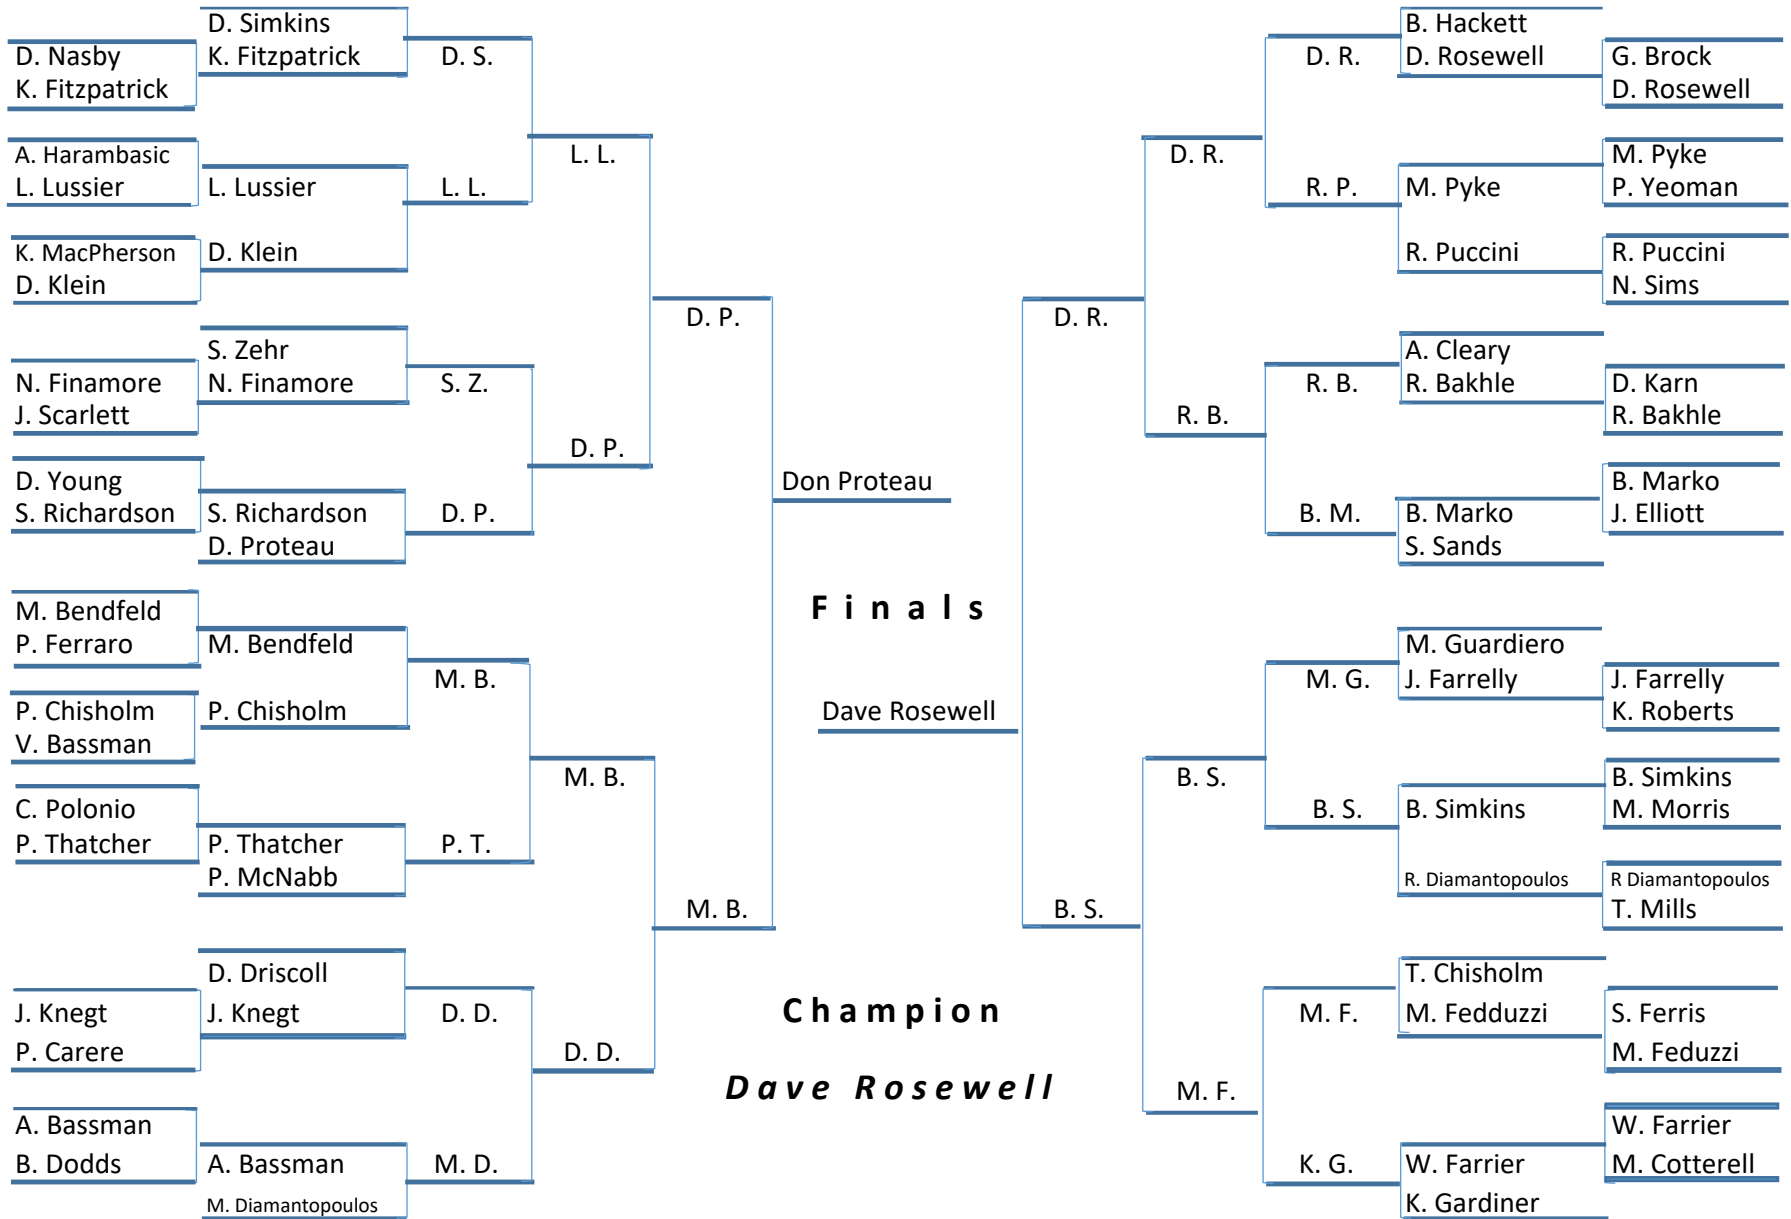 D. Nasby
K. Fitzpatrick
A. Harambasic
L. Lussier
K. MacPherson
D. Klein
N. Finamore
J. Scarlett
D. Young
S. Richardson
M. Bendfeld
P. Ferraro
P. Chisholm
V. Bassman
C. Polonio
P. Thatcher
J. Knegt
P. Carere
A. Bassman
B. Dodds
D. Simkins
K. Fitzpatrick
L. Lussier
D. Klein
S. Zehr
N. Finamore
S. Richardson
D. Proteau
M. Bendfeld
P. Chisholm
P. Thatcher
P. McNabb
D. Driscoll
J. Knegt
A. Bassman
M. Diamantopoulos
D. S.
L. L.
S. Z.
D. P.
M. B.
P. T.
D. D.
M. D.
L. L.
D. P.
M. B.
D. D.
D. P.
M. B.
Don Proteau
Finals
Dave Rosewell
Champion
Dave Rosewell
D. R.
B. S.
D. R.
R. B.
B. S.
M. F.
D. R.
R. P.
R. B.
B. M.
M. G.
B. S.
M. F.
K. G.
B. Hackett
D. Rosewell
M. Pyke
R. Puccini
A. Cleary
R. Bakhle
B. Marko
S. Sands
M. Guardiero
J. Farrelly
B. Simkins
R. Diamantopoulos
T. Chisholm
M. Fedduzzi
W. Farrier
K. Gardiner
G. Brock
D. Rosewell
M. Pyke
P. Yeoman
R. Puccini
N. Sims
D. Karn
R. Bakhle
B. Marko
J. Elliott
J. Farrelly
K. Roberts
B. Simkins
M. Morris
R Diamantopoulos
T. Mills
S. Ferris
M. Feduzzi
W. Farrier
M. Cotterell